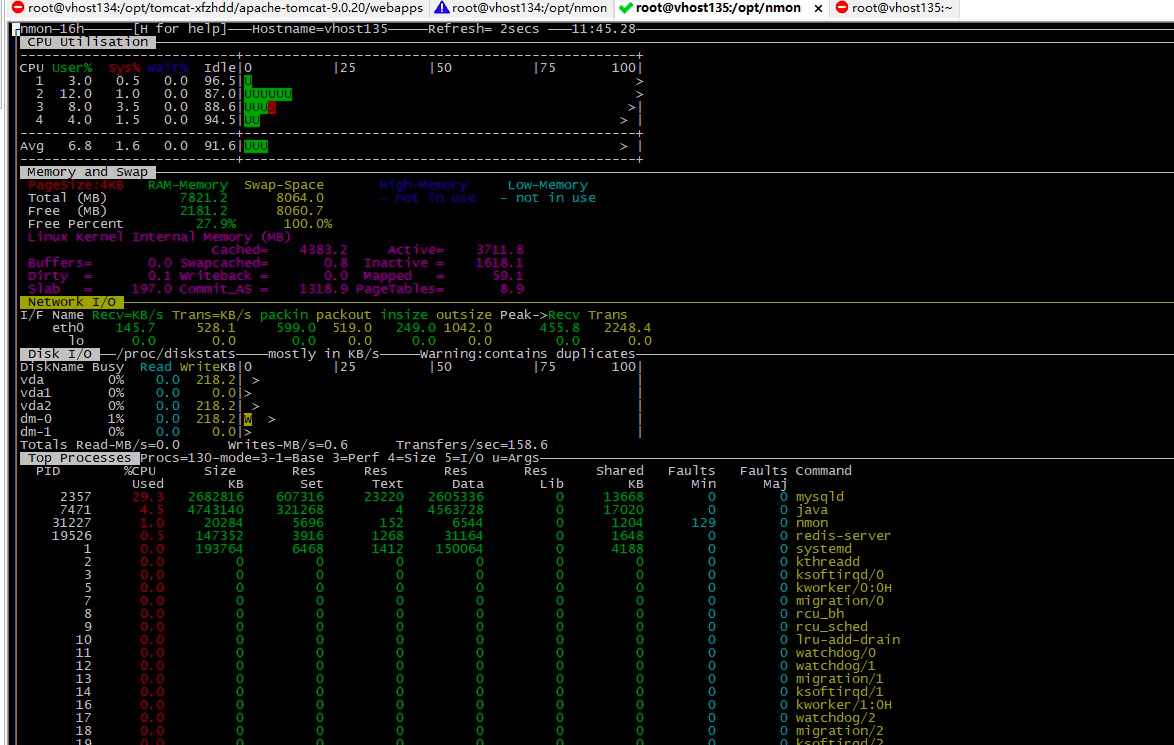 root@vhost134:/opt/tomcat-xfzhdd/apache-tomcat-9.0.20/webapps root@vhost134:/opt/nmon root@vhost135:/opt/nmon × root@vhost135:~
nmon─16h─────[H for help]───Hostname=vhost135─────Refresh= 2secs ───11:45.28
CPU Utilisation
CPU User% Sys% Wait% Idle|0 |25 |50 |75 100|
1 3.0 0.5 0.0 96.5|U >
2 12.0 1.0 0.0 87.0|UUUUUU >
3 8.0 3.5 0.0 88.6|UUUs >|
4 4.0 1.5 0.0 94.5|UU > |
Avg 6.8 1.6 0.0 91.6|UUU > |
Memory and Swap
PageSize:4KB RAM-Memory Swap-Space High-Memory Low-Memory
Total (MB) 7821.2 8064.0 - not in use - not in use
Free (MB) 2181.2 8060.7
Free Percent 27.9% 100.0%
Linux Kernel Internal Memory (MB)
Cached= 4383.2 Active= 3711.8
Buffers= 0.0 Swapcached= 0.8 Inactive = 1618.1
Dirty = 0.1 Writeback = 0.0 Mapped = 59.1
Slab = 197.0 Commit_AS = 1318.9 PageTables= 8.9
Network I/O
I/F Name Recv=KB/s Trans=KB/s packin packout insize outsize Peak->Recv Trans
eth0 145.7 528.1 599.0 519.0 249.0 1042.0 455.8 2248.4
lo 0.0 0.0 0.0 0.0 0.0 0.0 0.0 0.0
Disk I/O ──/proc/diskstats────mostly in KB/s─────Warning:contains duplicates
DiskName Busy Read WriteKB|0 |25 |50 |75 100|
vda 0% 0.0 218.2| > |
vda1 0% 0.0 0.0|> |
vda2 0% 0.0 218.2| > |
dm-0 1% 0.0 218.2|W > |
dm-1 0% 0.0 0.0|> |
Totals Read-MB/s=0.0 Writes-MB/s=0.6 Transfers/sec=158.6
Top Processes Procs=130-mode=3-1=Base 3=Perf 4=Size 5=I/O u=Args
PID %CPU Size Res Res Res Res Shared Faults Faults Command
Used KB Set Text Data Lib KB Min Maj
2357 29.3 2682816 607316 23220 2605336 0 13668 0 0 mysqld
7471 4.5 4743140 321268 4 4563728 0 17020 0 0 java
31227 1.0 20284 5696 152 6544 0 1204 129 0 nmon
19526 0.5 147352 3916 1268 31164 0 1648 0 0 redis-server
1 0.0 193764 6468 1412 150064 0 4188 0 0 systemd
2 0.0 0 0 0 0 0 0 0 0 kthreadd
3 0.0 0 0 0 0 0 0 0 0 ksoftirqd/0
5 0.0 0 0 0 0 0 0 0 0 kworker/0:0H
7 0.0 0 0 0 0 0 0 0 0 migration/0
8 0.0 0 0 0 0 0 0 0 0 rcu_bh
9 0.0 0 0 0 0 0 0 0 0 rcu_sched
10 0.0 0 0 0 0 0 0 0 0 lru-add-drain
11 0.0 0 0 0 0 0 0 0 0 watchdog/0
12 0.0 0 0 0 0 0 0 0 0 watchdog/1
13 0.0 0 0 0 0 0 0 0 0 migration/1
14 0.0 0 0 0 0 0 0 0 0 ksoftirqd/1
16 0.0 0 0 0 0 0 0 0 0 kworker/1:0H
17 0.0 0 0 0 0 0 0 0 0 watchdog/2
18 0.0 0 0 0 0 0 0 0 0 migration/2
19 0.0 0 0 0 0 0 0 0 0 ksoftirqd/2